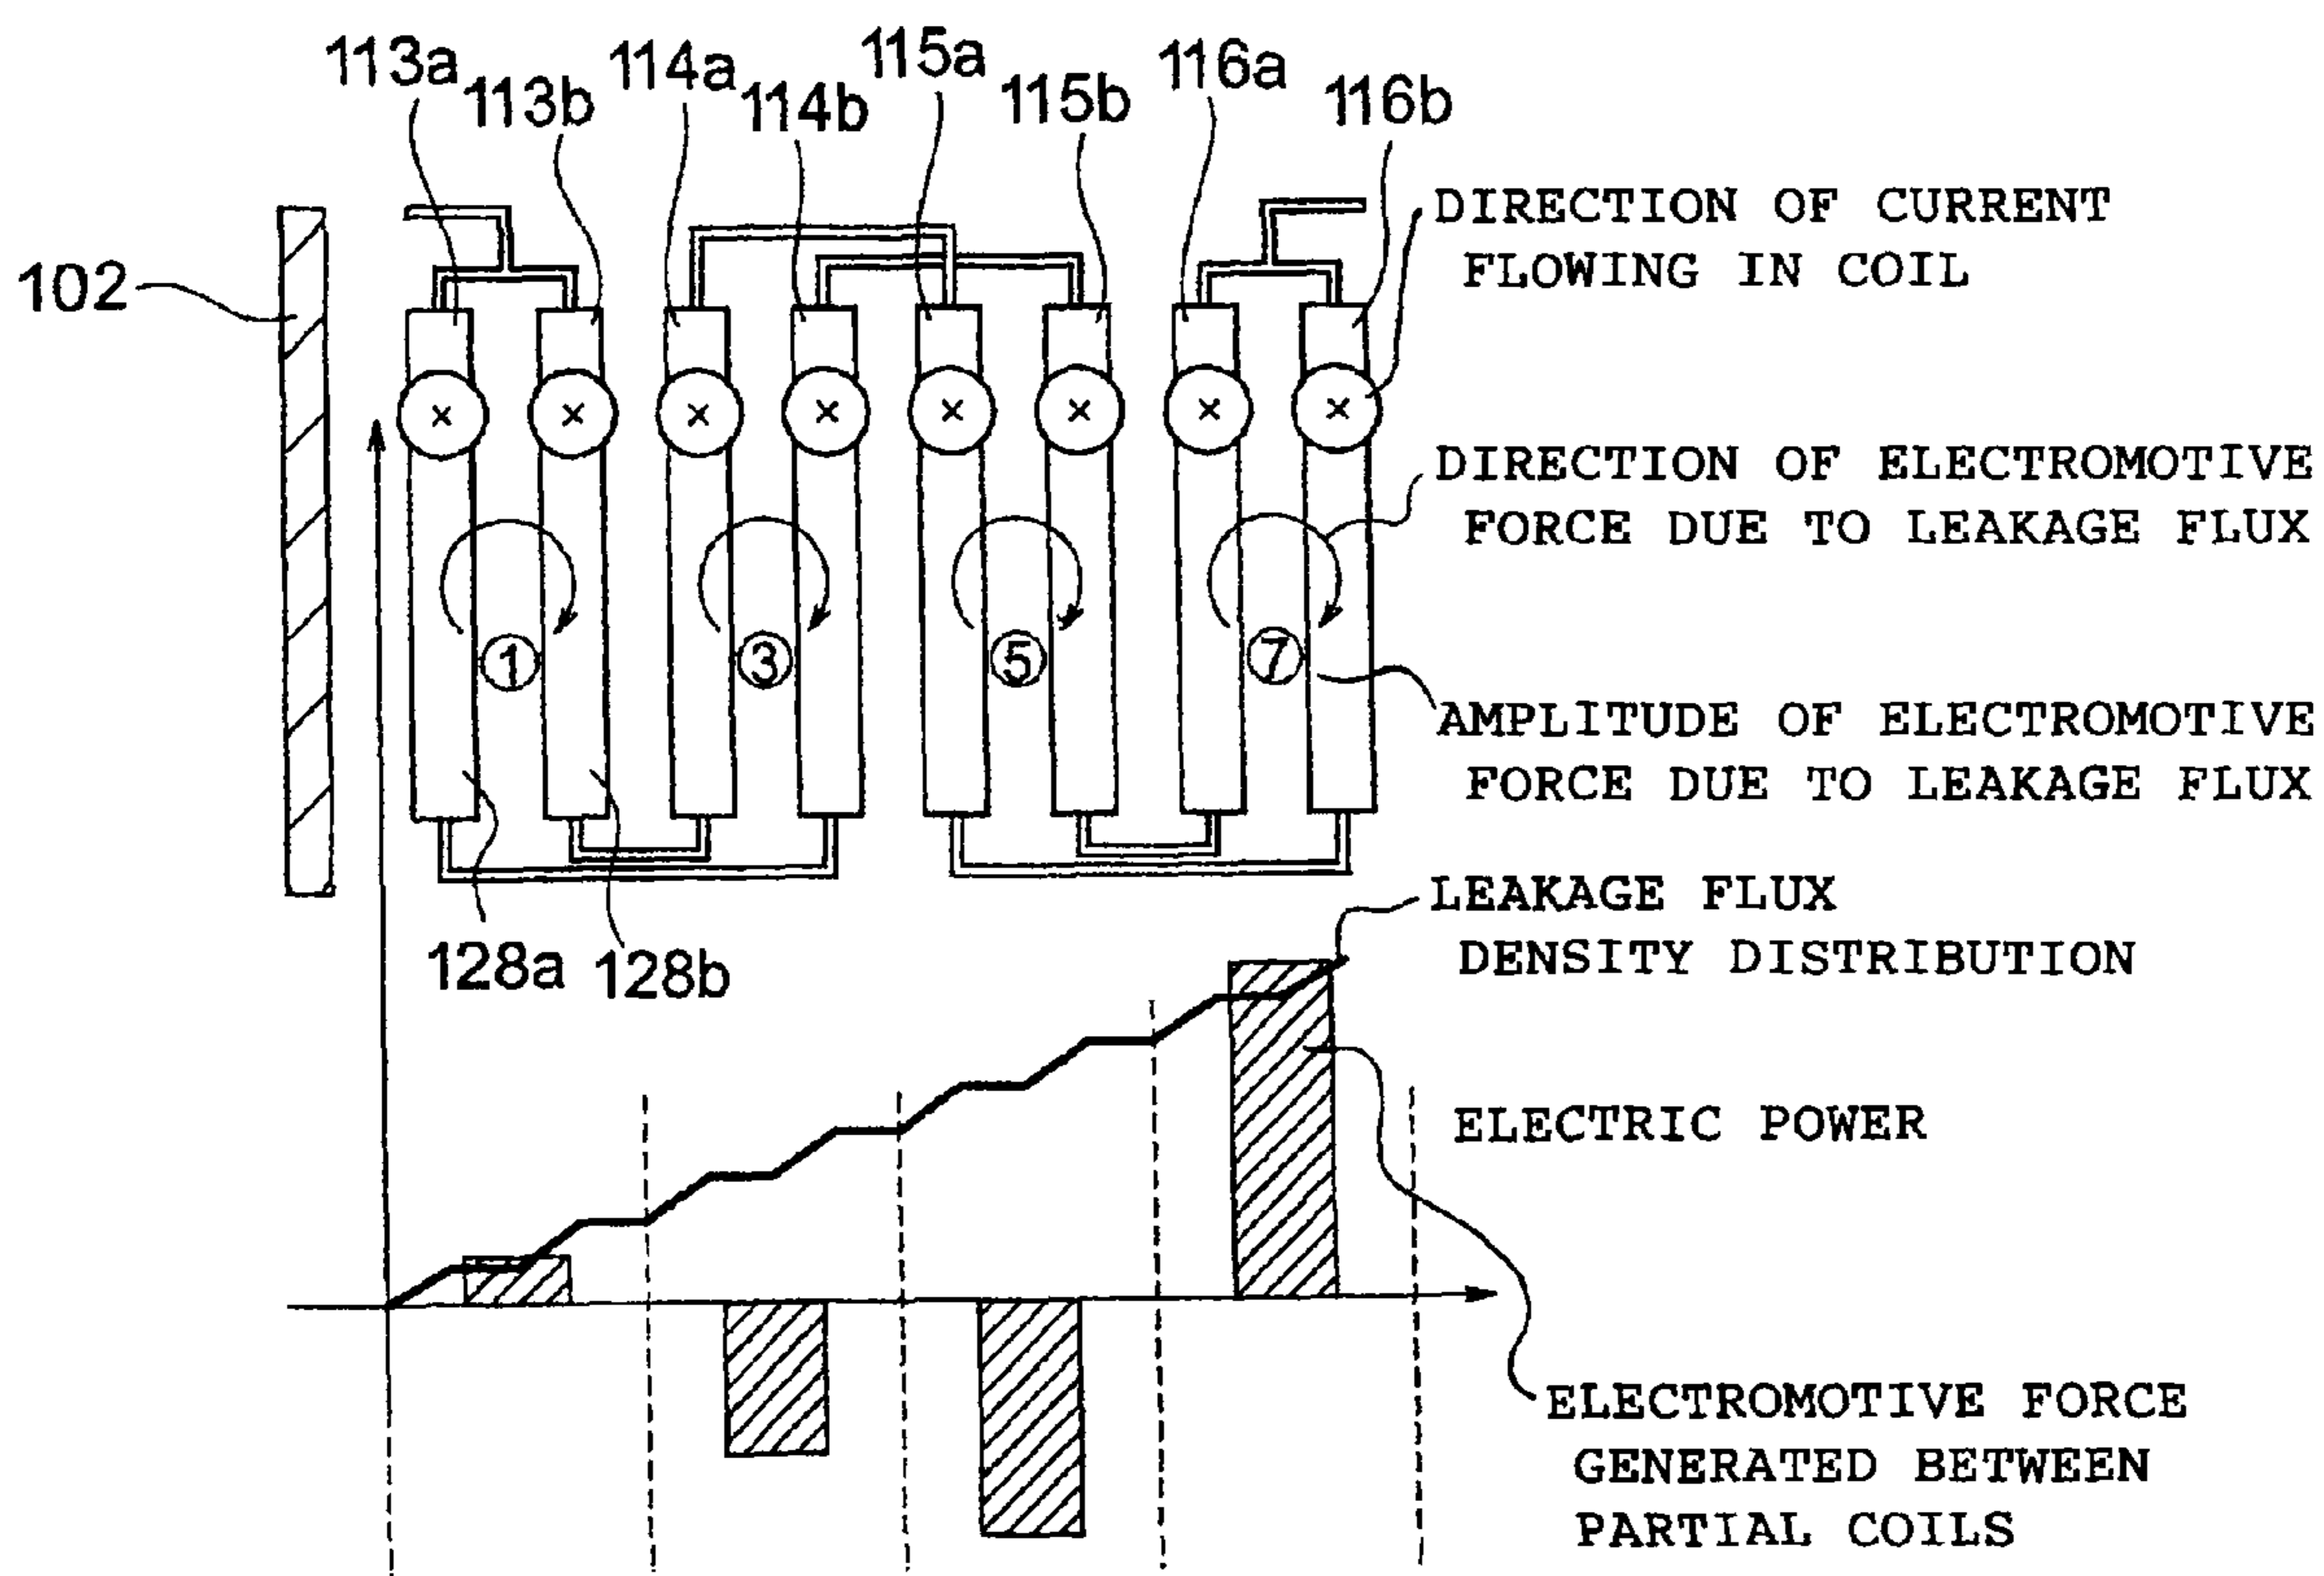 113a
113b
114a
114b
115a
115b
116a
116b
102
DIRECTION OF CURRENT
FLOWING IN COIL
× × × × × × × ×
DIRECTION OF ELECTROMOTIVE
FORCE DUE TO LEAKAGE FLUX
① ③ ⑤ ⑦
AMPLITUDE OF ELECTROMOTIVE
FORCE DUE TO LEAKAGE FLUX
128a
128b
LEAKAGE FLUX
DENSITY DISTRIBUTION
ELECTRIC POWER
ELECTROMOTIVE FORCE
GENERATED BETWEEN
PARTIAL COILS